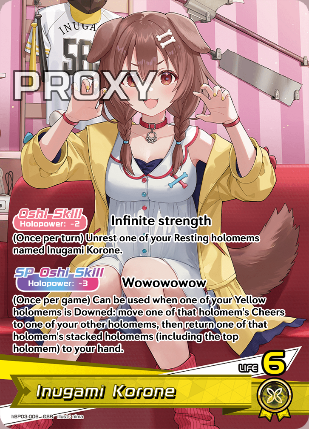 INUGAMI
56
PROXY
Oshi-Skill
Holopower: -2
Infinite strength
(Once per turn) Unrest one of your Resting holomems
named Inugami Korone.
SP-Oshi-Skill
Holopower: -3
Wowowowow
(Once per game) Can be used when one of your Yellow
holomems is Downed: move one of that holomem's Cheers
to one of your other holomems, then return one of that
holomem's stacked holomems (including the top
holomem) to your hand.
LIFE 6
Inugami Korone